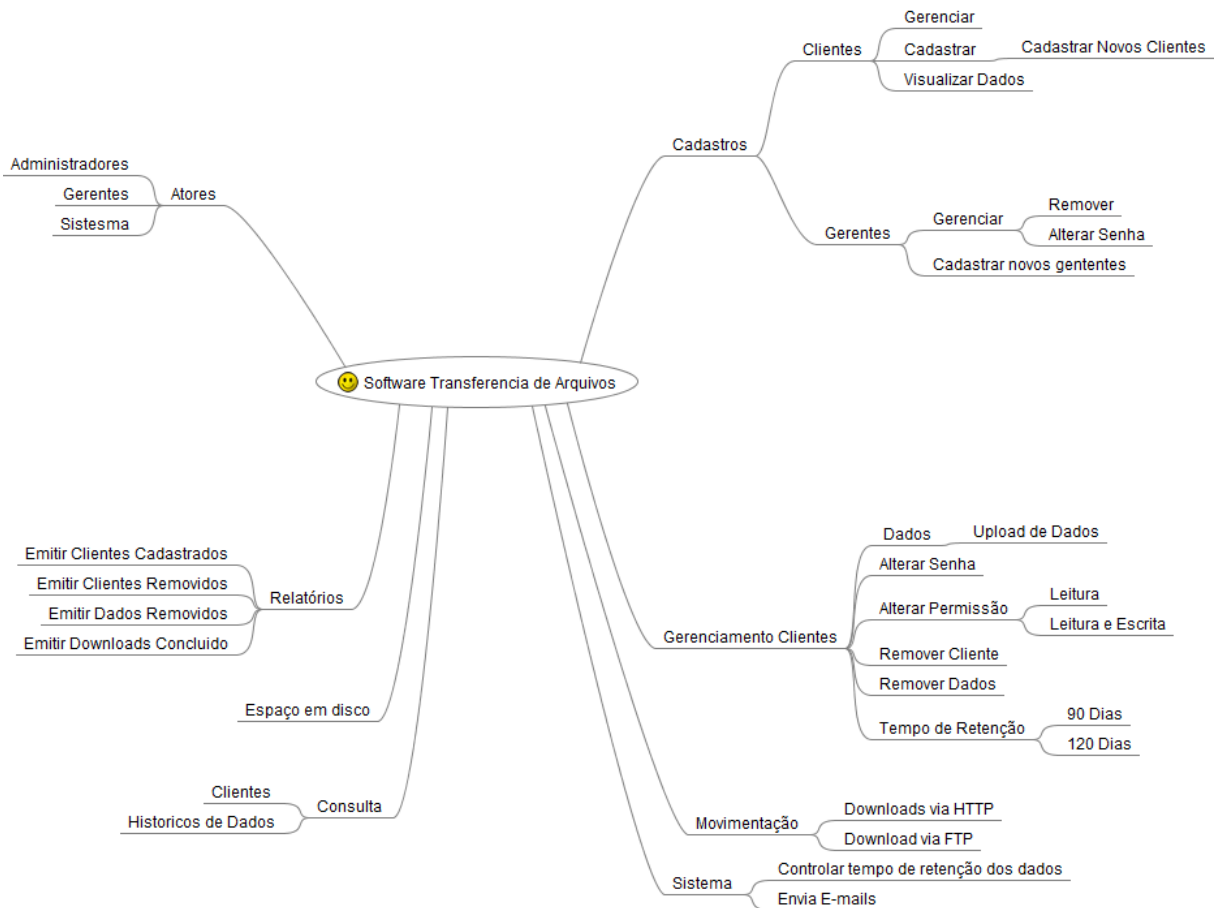 Software Transferencia de Arquivos
Atores
Administradores
Gerentes
Sistesma
Cadastros
Clientes
Gerenciar
Cadastrar
Cadastrar Novos Clientes
Visualizar Dados
Gerentes
Gerenciar
Remover
Alterar Senha
Cadastrar novos gententes
Relatórios
Emitir Clientes Cadastrados
Emitir Clientes Removidos
Emitir Dados Removidos
Emitir Downloads Concluido
Espaço em disco
Consulta
Clientes
Historicos de Dados
Gerenciamento Clientes
Dados
Upload de Dados
Alterar Senha
Alterar Permissão
Leitura
Leitura e Escrita
Remover Cliente
Remover Dados
Tempo de Retenção
90 Dias
120 Dias
Movimentação
Downloads via HTTP
Download via FTP
Sistema
Controlar tempo de retenção dos dados
Envia E-mails